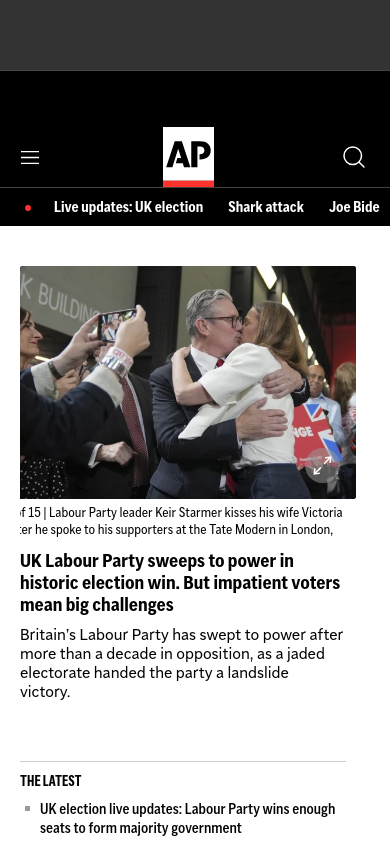 AP
Live updates: UK election Shark attack Joe Bide
K BUILDING
NGE
of 15 | Labour Party leader Keir Starmer kisses his wife Victoria
ter he spoke to his supporters at the Tate Modern in London,
UK Labour Party sweeps to power in
historic election win. But impatient voters
mean big challenges
Britain's Labour Party has swept to power after
more than a decade in opposition, as a jaded
electorate handed the party a landslide
victory.
THE LATEST
UK election live updates: Labour Party wins enough
seats to form majority government